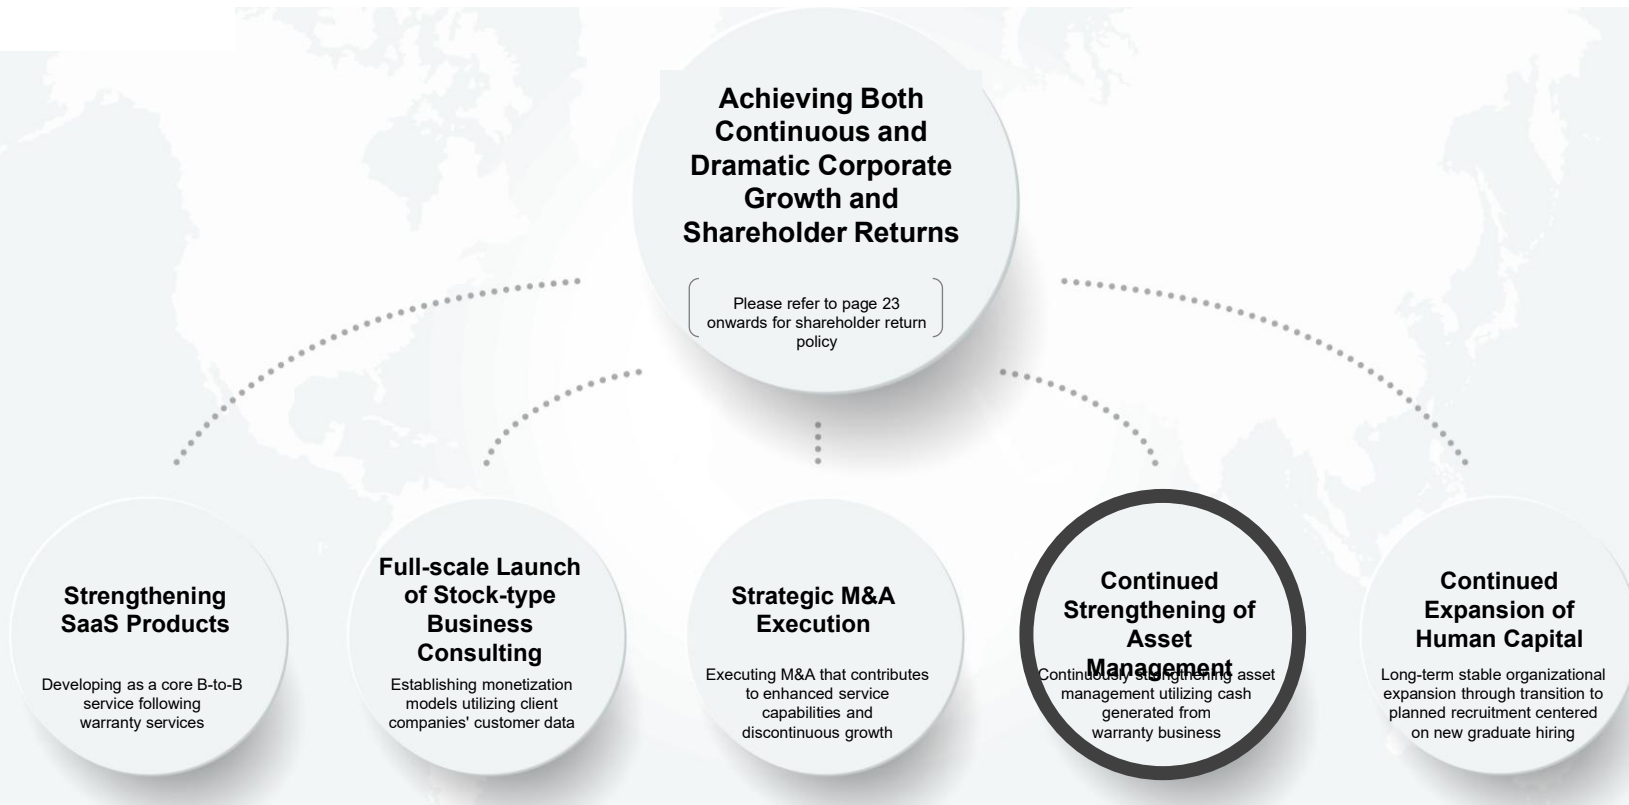 Achieving Both
Continuous and
Dramatic Corporate
Growth and
Shareholder Returns
Please refer to page 23
onwards for shareholder return
policy
Strengthening
SaaS Products
Developing as a core B-to-B
service following
warranty services
Full-scale Launch
of Stock-type
Business
Consulting
Establishing monetization
models utilizing client
companies' customer data
Strategic M&A
Execution
Executing M&A that contributes
to enhanced service
capabilities and
discontinuous growth
Continued
Strengthening of
Asset
Management
Continuously strengthening asset
management utilizing cash
generated from
warranty business
Continued
Expansion of
Human Capital
Long-term stable organizational
expansion through transition to
planned recruitment centered
on new graduate hiring